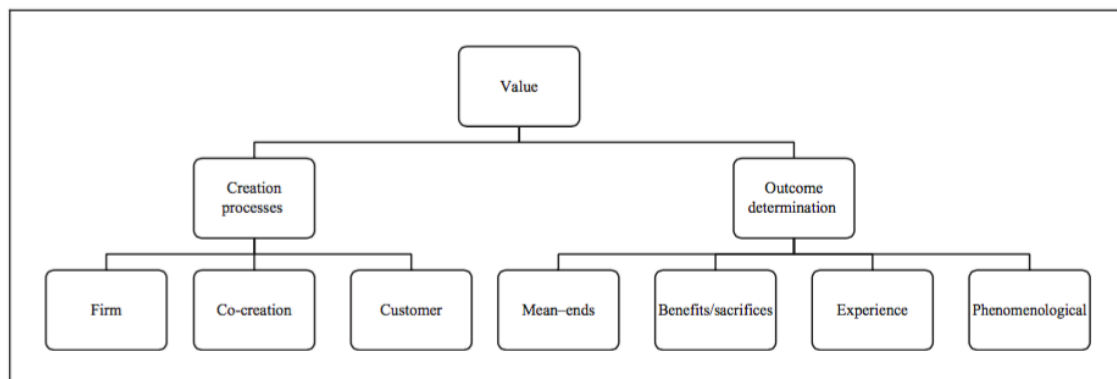 Value
Creation
processes
Outcome
determination
Firm
Co-creation
Customer
Mean–ends
Benefits/sacrifices
Experience
Phenomenological